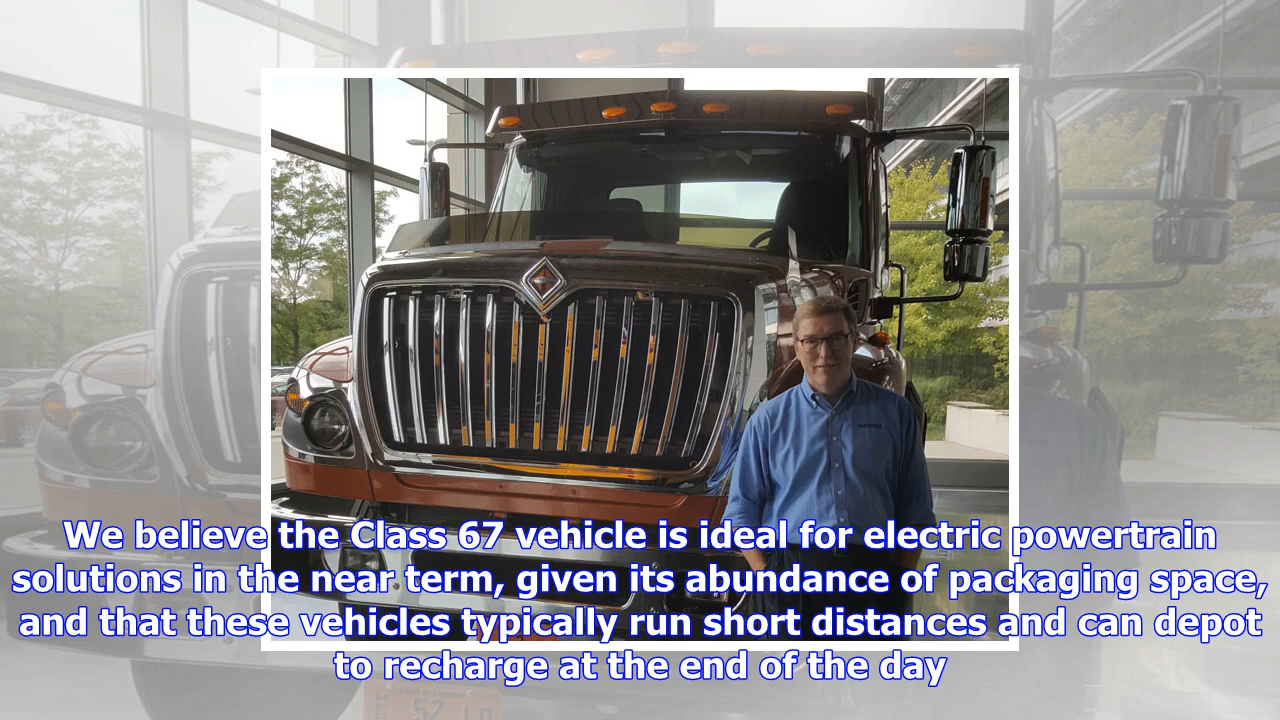 We believe the Class 67 vehicle is ideal for electric powertrain
solutions in the near term, given its abundance of packaging space,
and that these vehicles typically run short distances and can depot
to recharge at the end of the day